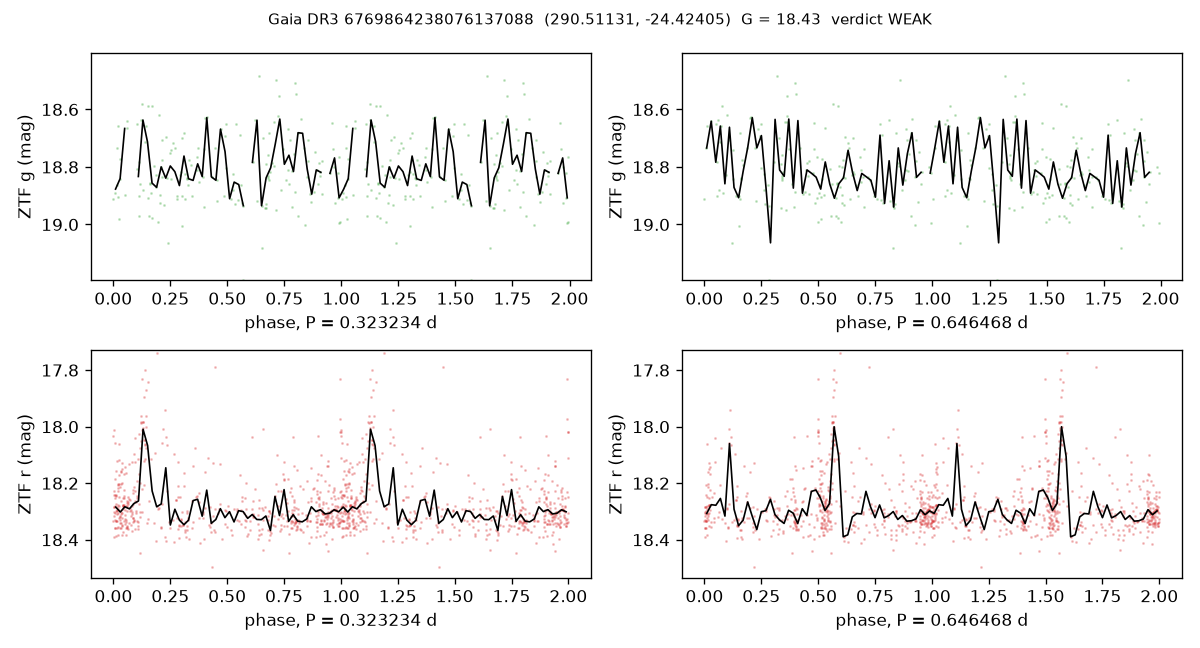 Gaia DR3 6769864238076137088 (290.51131, -24.42405) G = 18.43 verdict WEAK
ZTF g (mag)
18.6
18.8
19.0
0.00 0.25 0.50 0.75 1.00 1.25 1.50 1.75 2.00
phase, P = 0.323234 d
ZTF g (mag)
18.6
18.8
19.0
0.00 0.25 0.50 0.75 1.00 1.25 1.50 1.75 2.00
phase, P = 0.646468 d
ZTF r (mag)
17.8
18.0
18.2
18.4
0.00 0.25 0.50 0.75 1.00 1.25 1.50 1.75 2.00
phase, P = 0.323234 d
ZTF r (mag)
17.8
18.0
18.2
18.4
0.00 0.25 0.50 0.75 1.00 1.25 1.50 1.75 2.00
phase, P = 0.646468 d